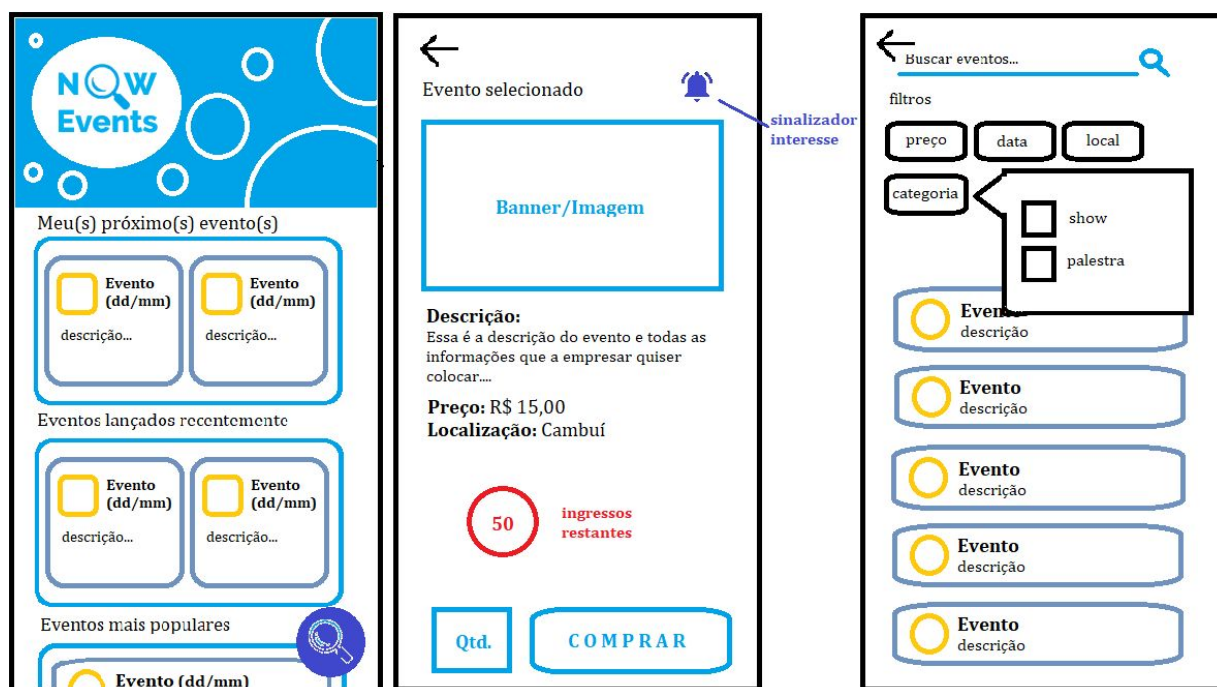 NOW
Events
Meu(s) próximo(s) evento(s)
Evento
(dd/mm)
descrição...
Evento
(dd/mm)
descrição...
Eventos lançados recentemente
Evento
(dd/mm)
descrição...
Evento
(dd/mm)
descrição...
Eventos mais populares
Evento (dd/mm)
Evento selecionado
sinalizador
interesse
Banner/Imagem
Descrição:
Essa é a descrição do evento e todas as
informações que a empresar quiser
colocar....
Preço: R$ 15,00
Localização: Cambuí
50
ingressos
restantes
Qtd.
COMPRAR
Buscar eventos...
filtros
preço
data
local
categoria
show
palestra
Evento
descrição
Evento
descrição
Evento
descrição
Evento
descrição
Evento
descrição